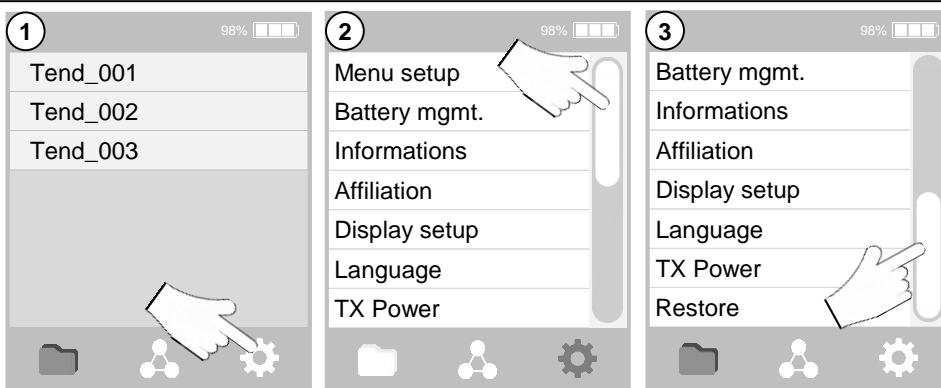 1
98%
Tend_001
Tend_002
Tend_003
2
98%
Menu setup
Battery mgmt.
Informations
Affiliation
Display setup
Language
TX Power
3
98%
Battery mgmt.
Informations
Affiliation
Display setup
Language
TX Power
Restore